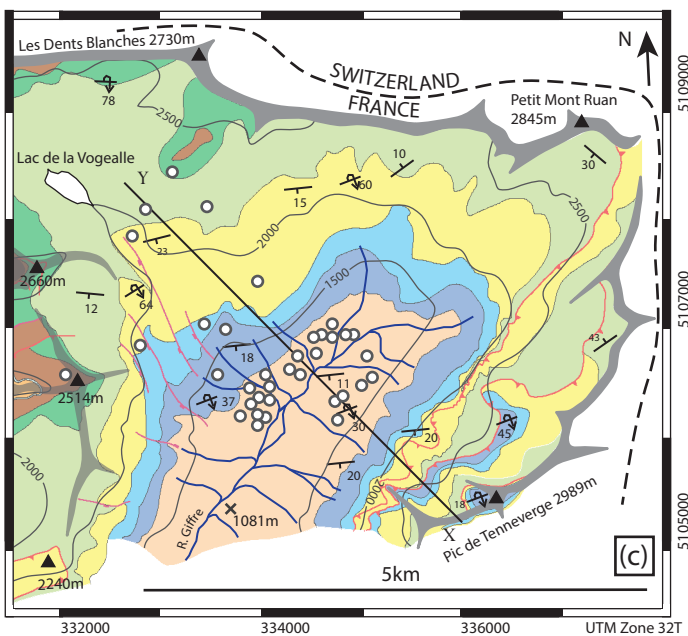 Les Dents Blanches 2730m
N
SWITZERLAND
FRANCE
5109000
78
2500
Petit Mont Ruan
2845m
Lac de la Vogealle
10
30
Y
60
15
2500
2000
23
2660m
1500
5107000
12
64
18
43
11
2514m
37
30
20
45
2000
20
2000
18
Pic de Tenneverge 2989m
R. Giffre
1081m
X
5105000
(c)
2240m
5km
332000
334000
336000
UTM Zone 32T